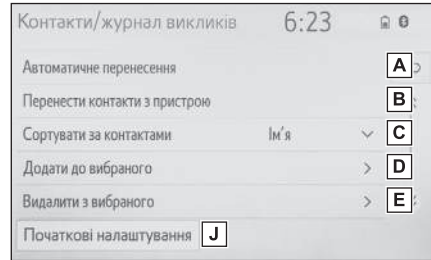 Контакти/журнал викликів 6:23
Автоматичне перенесення A
Перенести контакти з пристрою B
Сортувати за контактами Ім'я C
Додати до вибраного D
Видалити з вибраного E
Початкові налаштування J